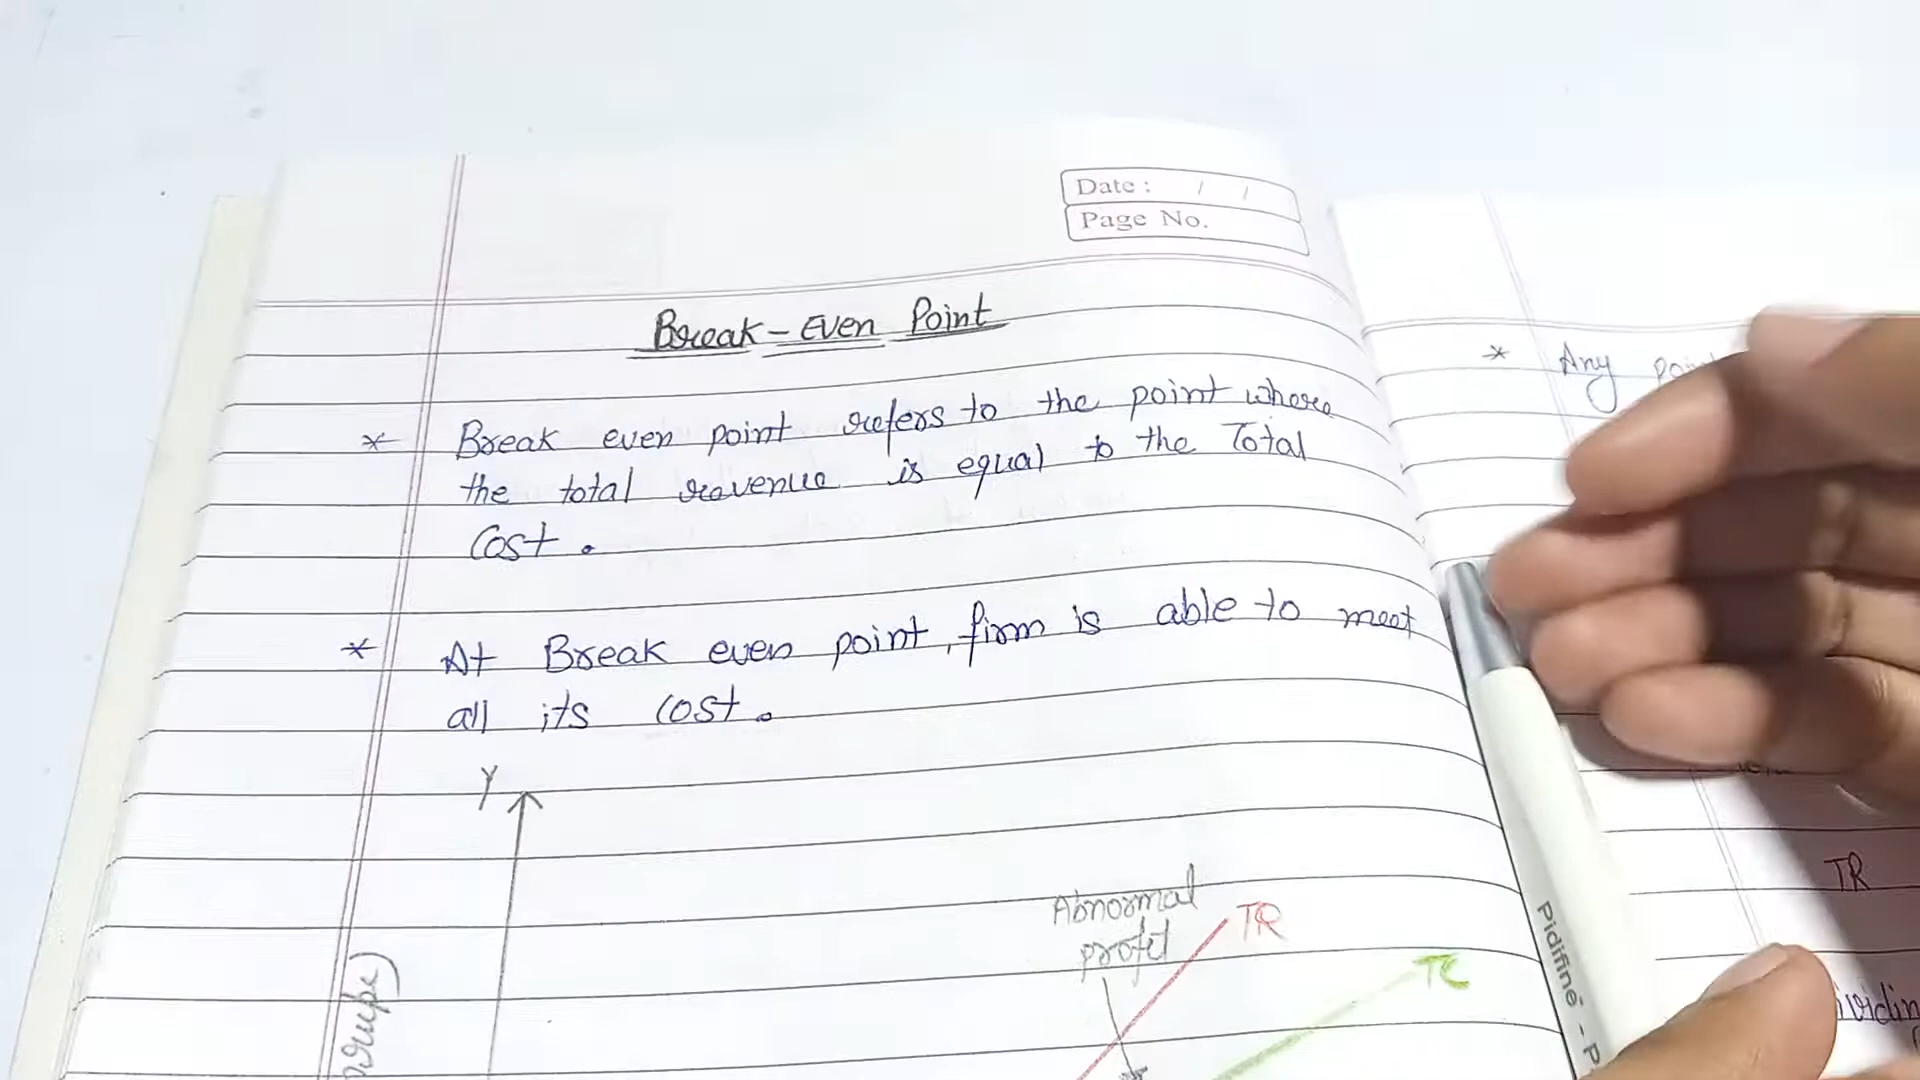 Date : / /
Page No.
Break-Even Point
* Break even point refers to the point where
the total revenue is equal to the Total
Cost.
* At Break even point, firm is able to meet
all its cost.
Y
Abnormal
profit
TR
TC
* Any
TR
Pidifine - P